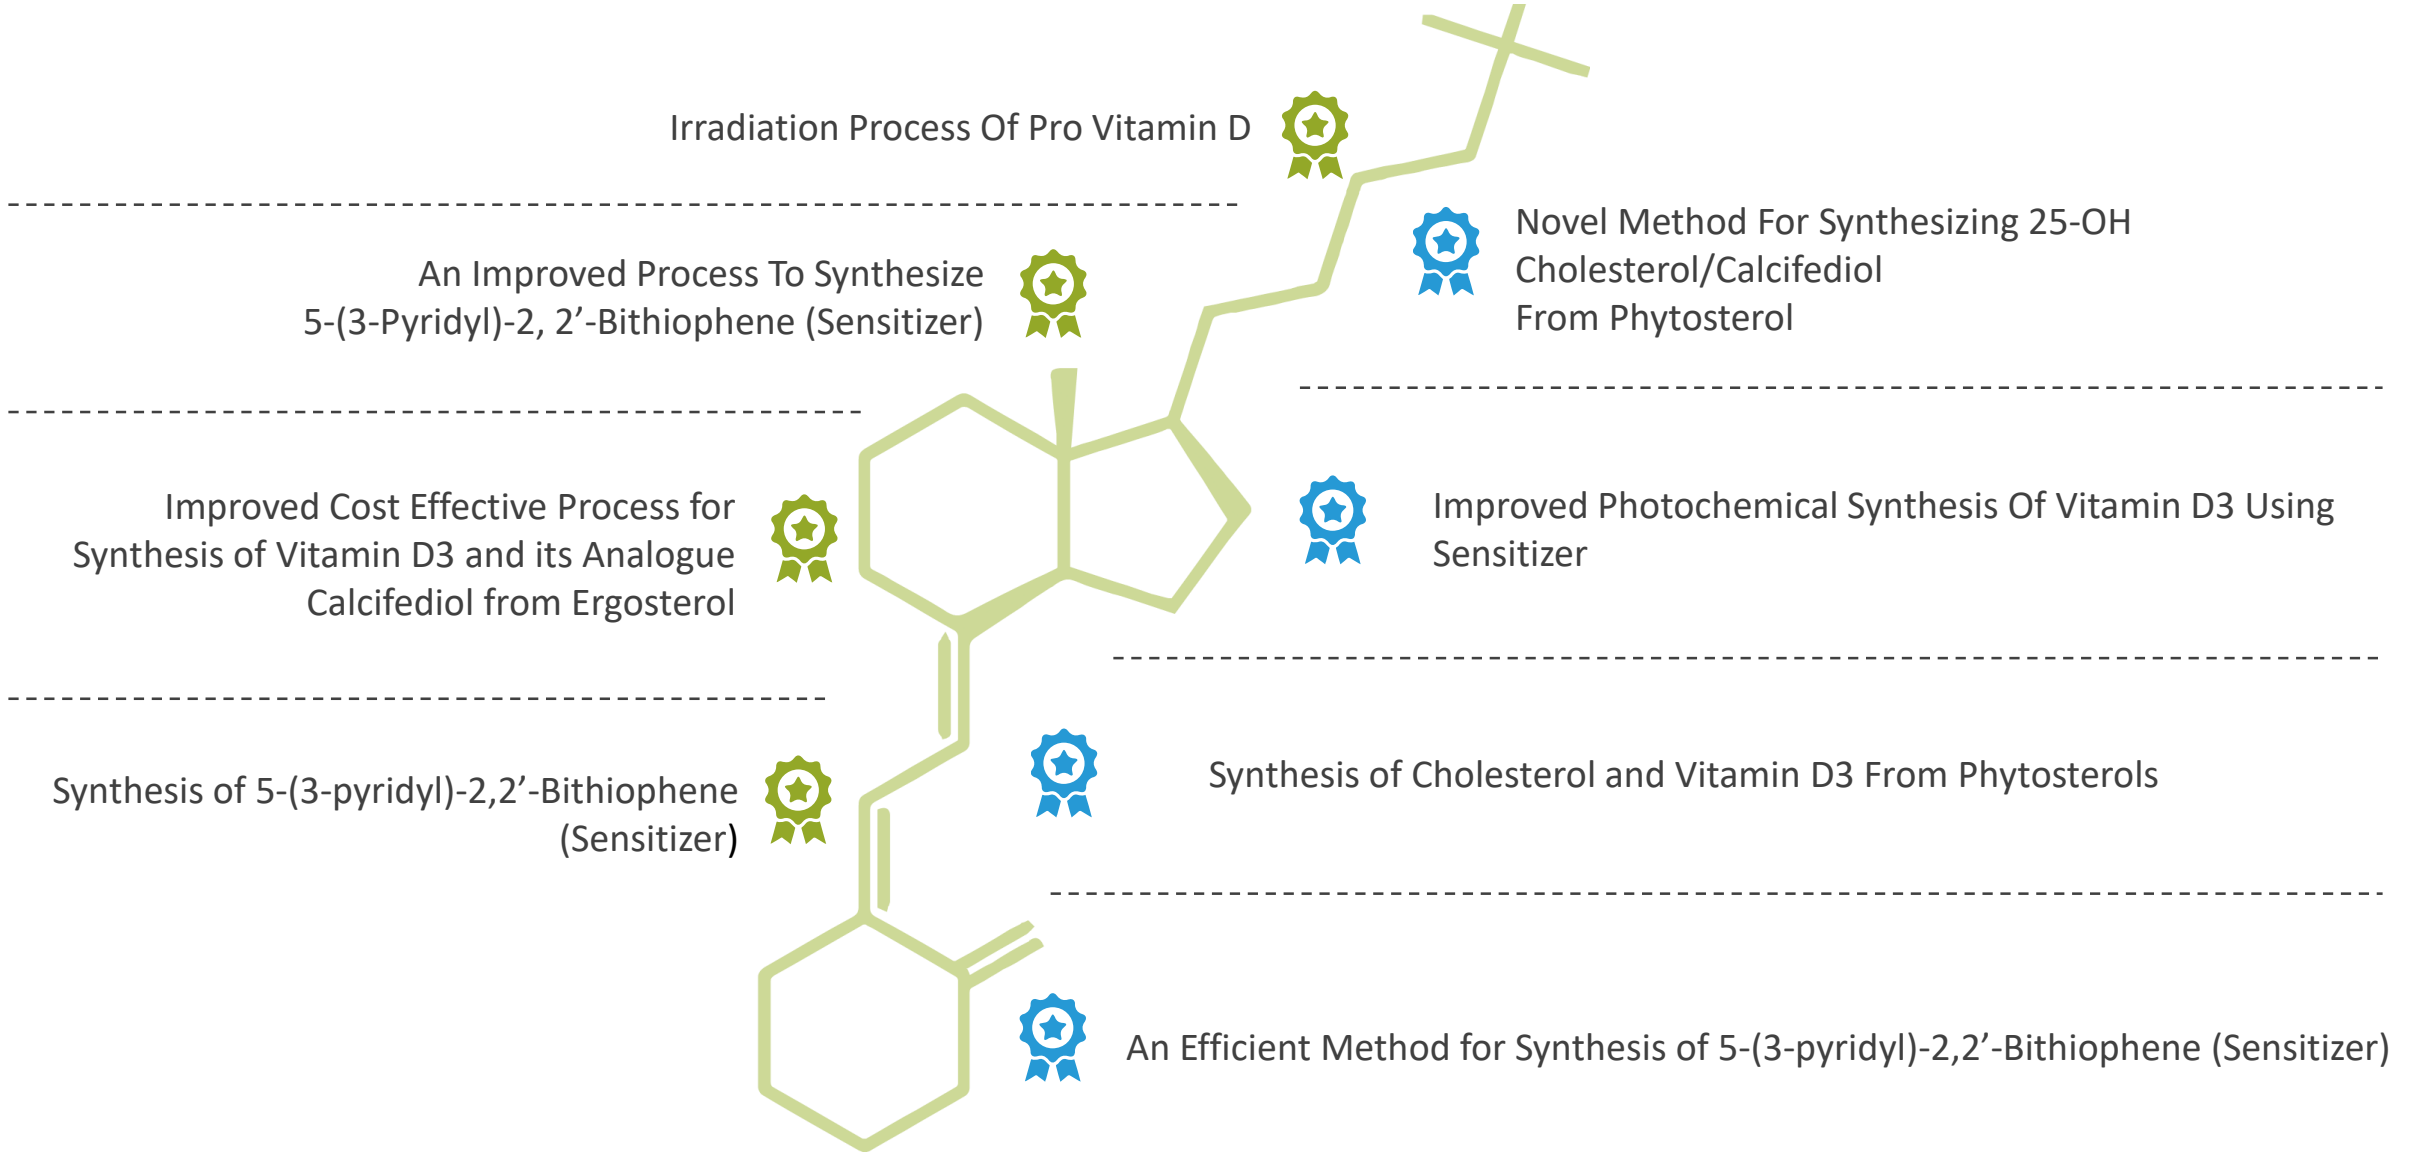 Irradiation Process Of Pro Vitamin D
An Improved Process To Synthesize
5-(3-Pyridyl)-2, 2’-Bithiophene (Sensitizer)
Improved Cost Effective Process for
Synthesis of Vitamin D3 and its Analogue
Calcifediol from Ergosterol
Synthesis of 5-(3-pyridyl)-2,2’-Bithiophene
(Sensitizer)
Novel Method For Synthesizing 25-OH
Cholesterol/Calcifediol
From Phytosterol
Improved Photochemical Synthesis Of Vitamin D3 Using
Sensitizer
Synthesis of Cholesterol and Vitamin D3 From Phytosterols
An Efficient Method for Synthesis of 5-(3-pyridyl)-2,2’-Bithiophene (Sensitizer)